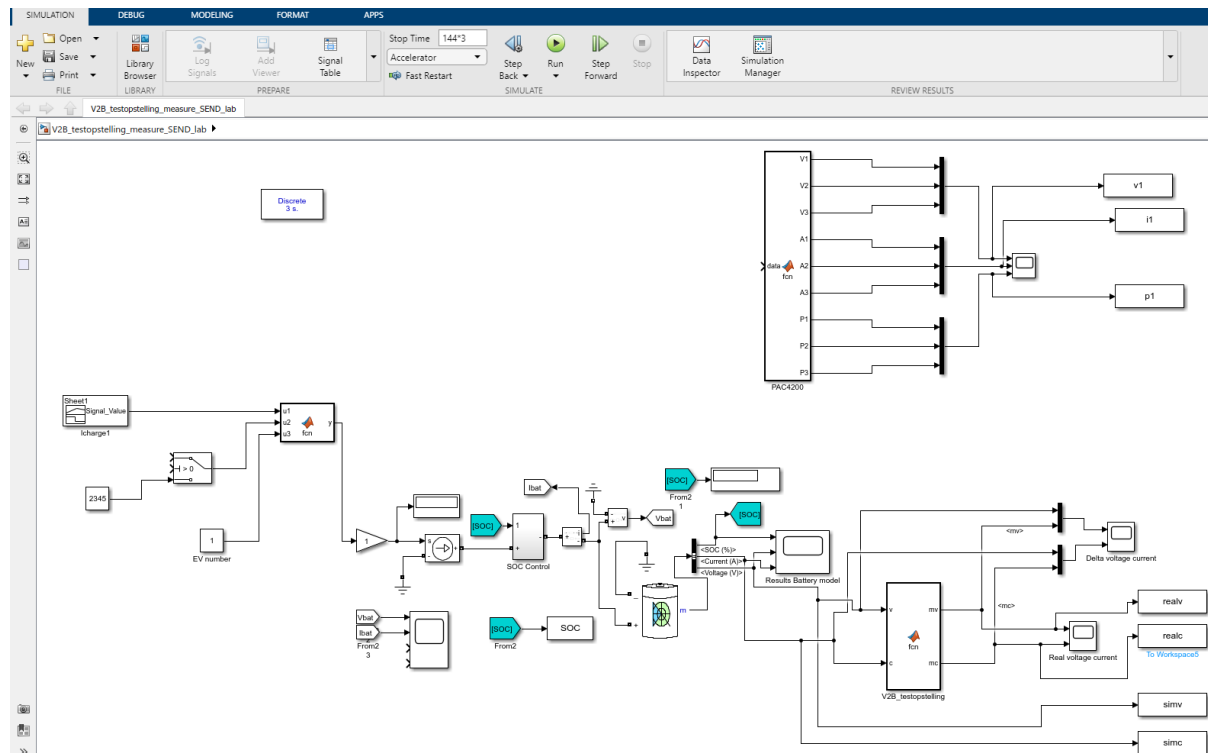 SIMULATION DEBUG MODELING FORMAT APPS
New
Open
Save
Print
FILE
Library Browser
LIBRARY
Log Signals
Add Viewer
Signal Table
PREPARE
Stop Time 144*3
Accelerator
Fast Restart
Step Back
Run
Step Forward
Stop
SIMULATE
Data Inspector
Simulation Manager
REVIEW RESULTS
V2B_testopstelling_measure_SEND_lab
V2B_testopstelling_measure_SEND_lab
Discrete
3 s.
data
fcn
V1
V2
V3
A1
A2
A3
P1
P2
P3
PAC4200
v1
i1
p1
Sheet1
Signal_Value
Icharge1
u1
u2
u3
fcn
y
> 0
2345
1
EV number
1
s
-
+
[SOC]
1
+
SOC Control
Ibat
+
i
-
-
+
v
Vbat
[SOC]
From2
1
[SOC]
<SOC (%)>
<Current (A)>
<Voltage (V)>
Results Battery model
m
_
+
Vbat
Ibat
From2
3
[SOC]
From2
SOC
v
c
fcn
mv
mc
V2B_testopstelling
<mv>
<mc>
Delta voltage current
Real voltage current
realv
realc
To Workspace5
simv
simc